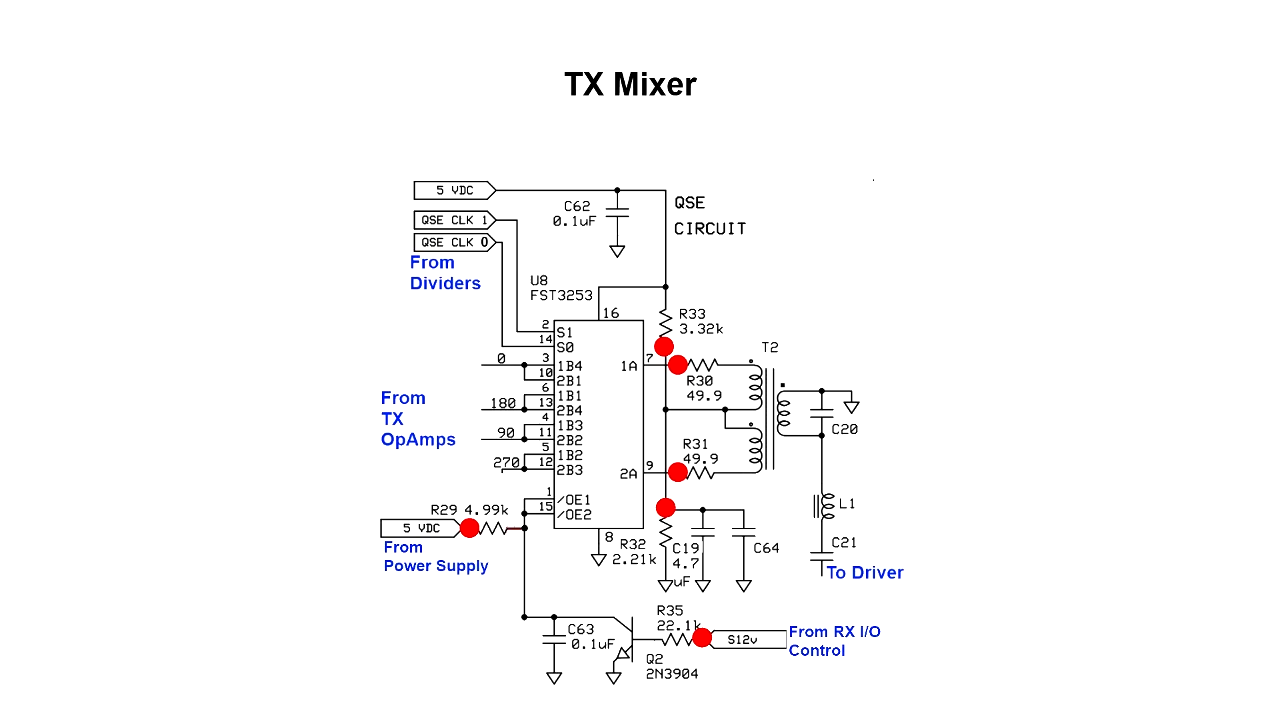 TX Mixer
5 VDC
QSE CLK 1
QSE CLK 0
From
Dividers
C62
0.1uF
QSE
CIRCUIT
U8
FST3253
16
R33
3.32k
2
S1
14
S0
0
3
1B4
10
2B1
6
1B1
180
13
2B4
4
1B3
90
11
2B2
5
1B2
270
12
2B3
From
TX
OpAmps
1
/OE1
15
/OE2
1A
7
R30
49.9
T2
2A
9
R31
49.9
C20
L1
C21
To Driver
R29 4.99k
5 VDC
From
Power Supply
8
R32
2.21k
C19
4.7
uF
C64
C63
0.1uF
Q2
2N3904
R35
22.1k
S12v
From RX I/O
Control